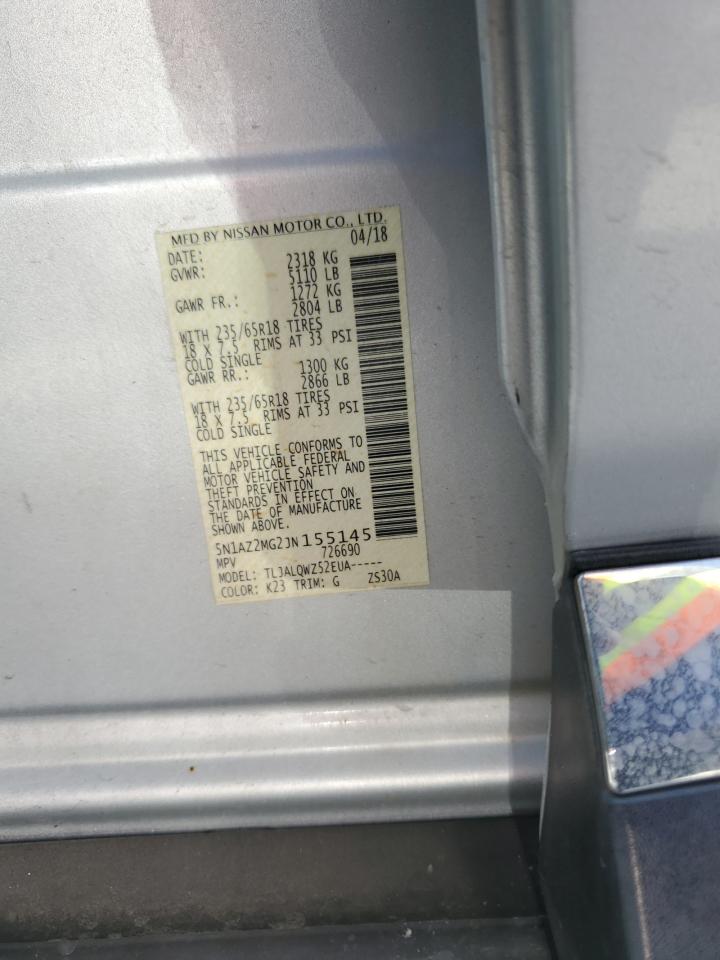 MFD BY NISSAN MOTOR CO., LTD.
DATE: 04/18
GVWR: 2318 KG
5110 LB
GAWR FR.: 1272 KG
2804 LB
WITH 235/65R18 TIRES
18 X 7.5 RIMS AT 33 PSI
COLD SINGLE
GAWR RR.: 1300 KG
2866 LB
WITH 235/65R18 TIRES
18 X 7.5 RIMS AT 33 PSI
COLD SINGLE
THIS VEHICLE CONFORMS TO
ALL APPLICABLE FEDERAL
MOTOR VEHICLE SAFETY AND
THEFT PREVENTION
STANDARDS IN EFFECT ON
THE DATE OF MANUFACTURE
SHOWN ABOVE.
5N1AZ2MG2JN155145
MPV 726690
MODEL: TL3ALQWZ52EUA-----
COLOR: K23 TRIM: G ZS30A